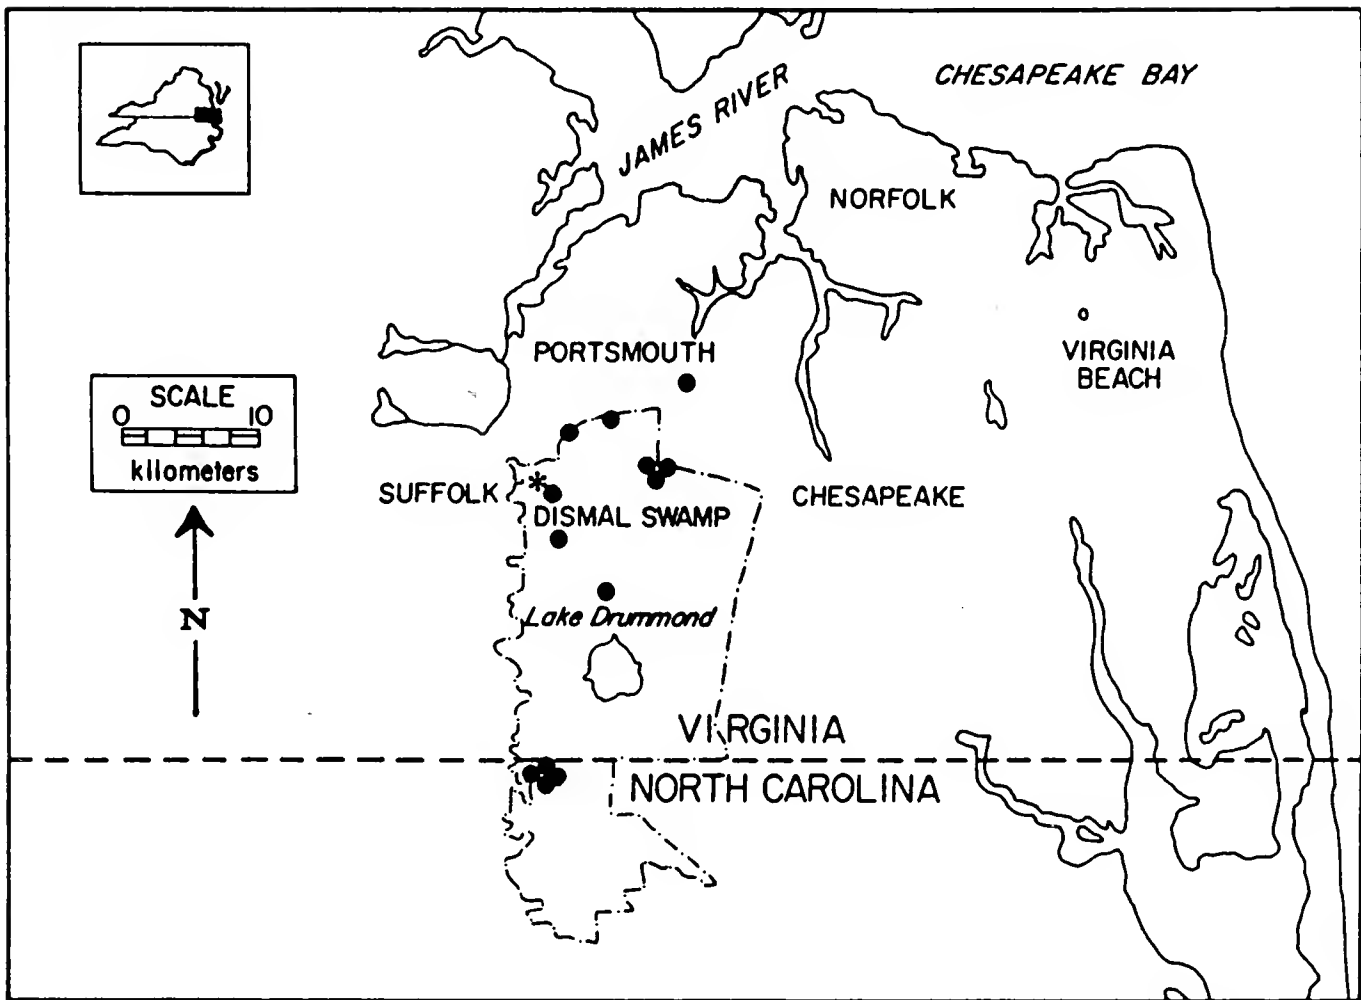 CHESAPEAKE BAY
JAMES RIVER
NORFOLK
PORTSMOUTH
VIRGINIA
BEACH
SCALE
0 10
kilometers
SUFFOLK
*
DISMAL SWAMP
CHESAPEAKE
N
Lake Drummond
VIRGINIA
NORTH CAROLINA